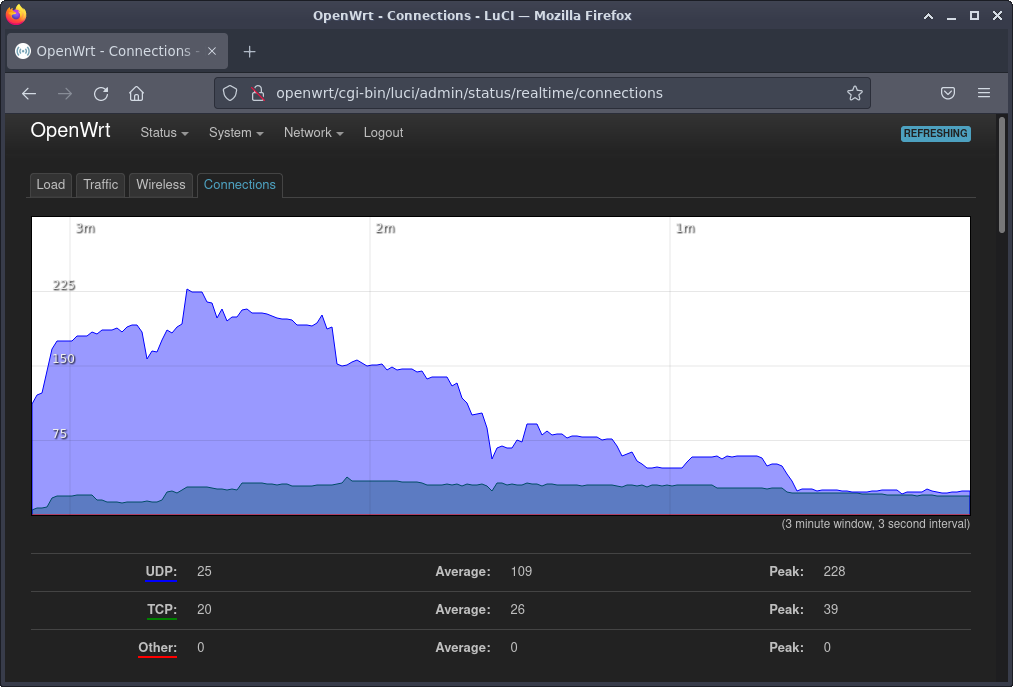 OpenWrt - Connections - LuCI — Mozilla Firefox
OpenWrt - Connections -
openwrt/cgi-bin/luci/admin/status/realtime/connections
OpenWrt Status System Network Logout REFRESHING
Load Traffic Wireless Connections
3m 2m 1m
225
150
75
(3 minute window, 3 second interval)
UDP: 25 Average: 109 Peak: 228
TCP: 20 Average: 26 Peak: 39
Other: 0 Average: 0 Peak: 0